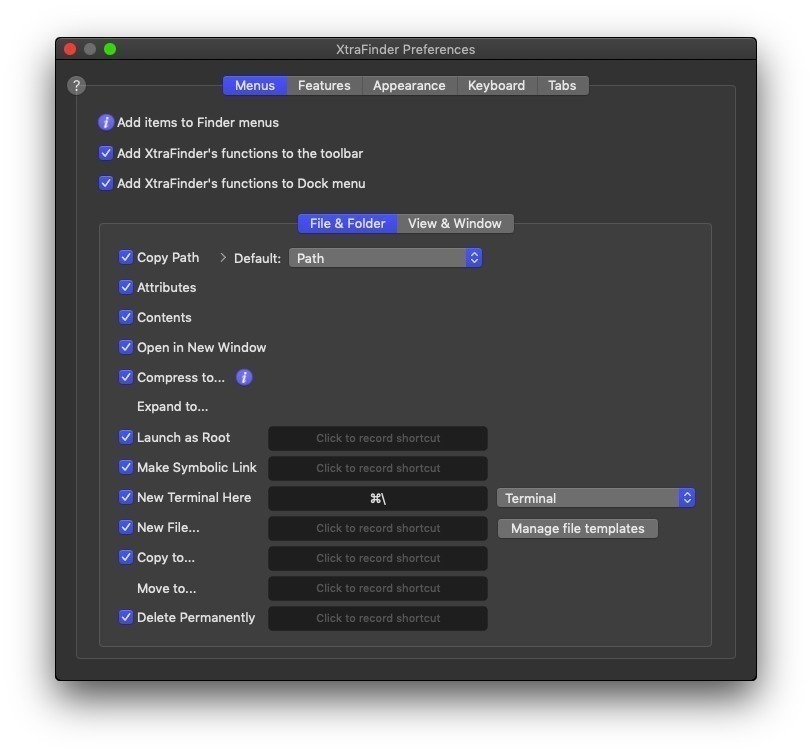 XtraFinder Preferences
?
Menus Features Appearance Keyboard Tabs
i Add items to Finder menus
Add XtraFinder's functions to the toolbar
Add XtraFinder's functions to Dock menu
File & Folder View & Window
Copy Path > Default: Path
Attributes
Contents
Open in New Window
Compress to... i
Expand to...
Launch as Root Click to record shortcut
Make Symbolic Link Click to record shortcut
New Terminal Here ⌘\ Terminal
New File... Click to record shortcut Manage file templates
Copy to... Click to record shortcut
Move to... Click to record shortcut
Delete Permanently Click to record shortcut